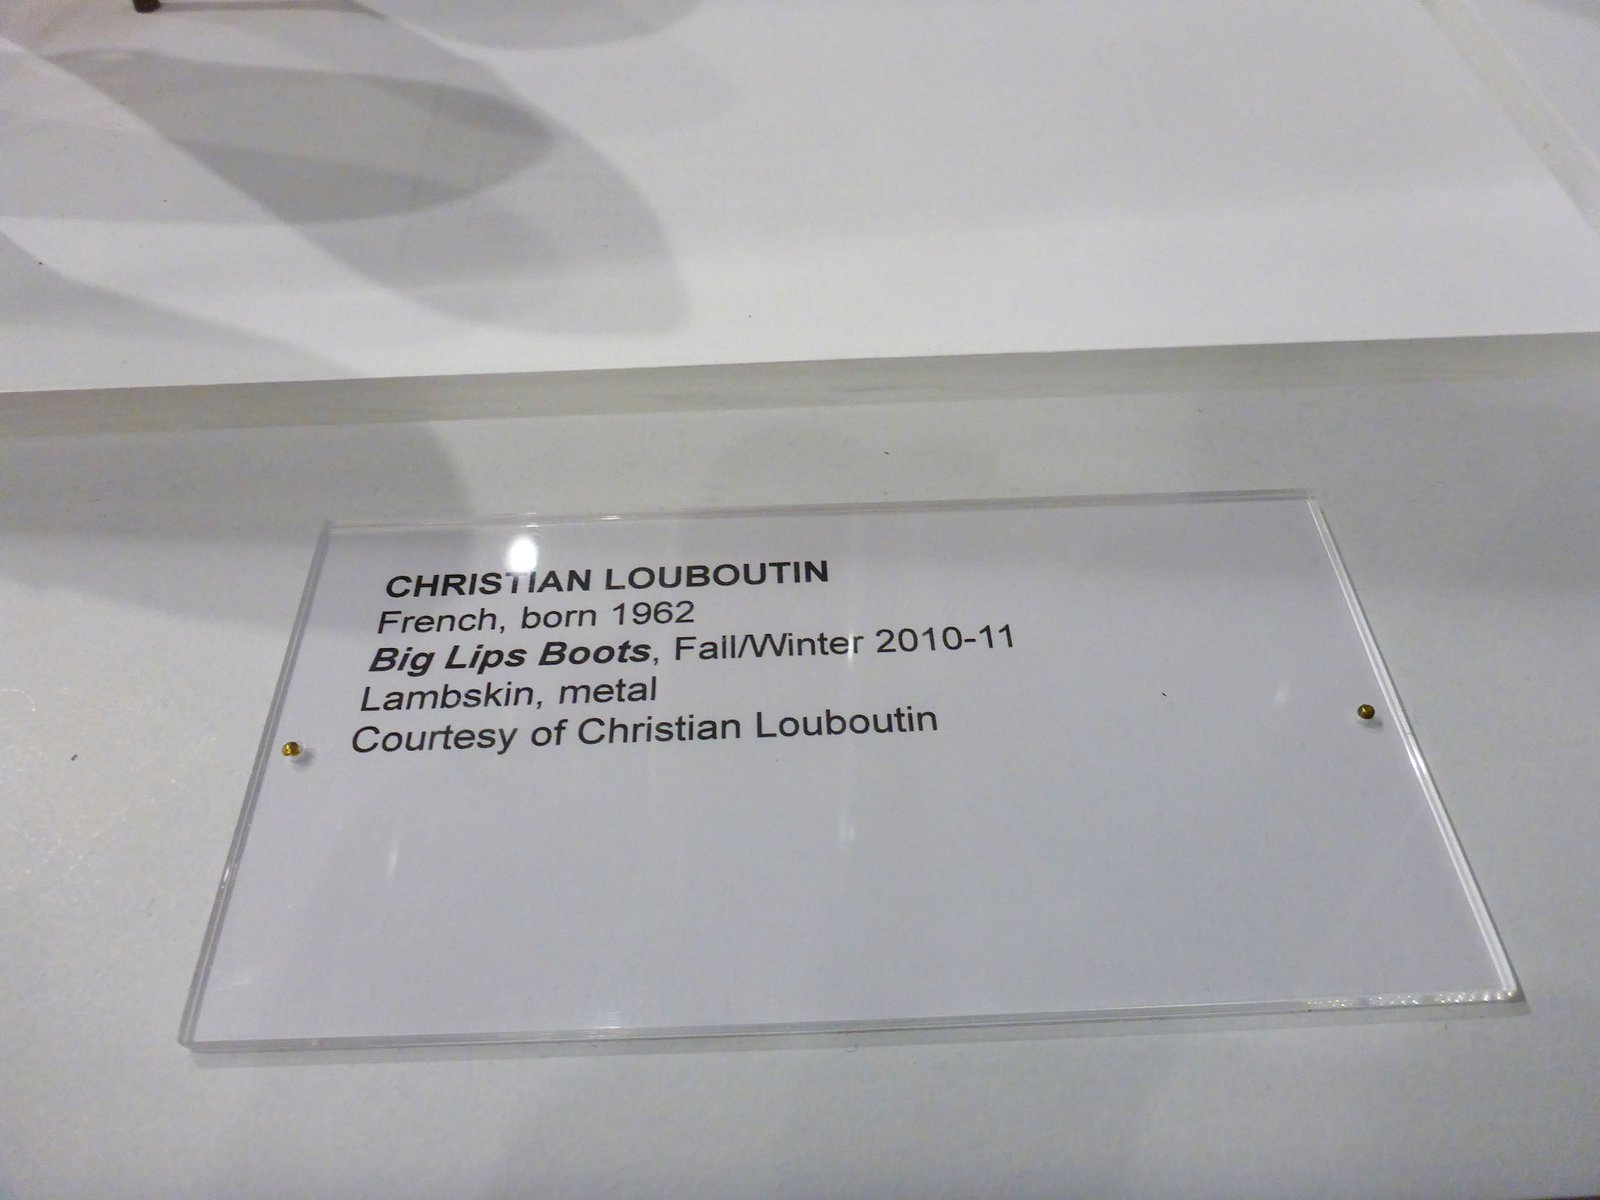 CHRISTIAN LOUBOUTIN
French, born 1962
Big Lips Boots, Fall/Winter 2010-11
Lambskin, metal
Courtesy of Christian Louboutin